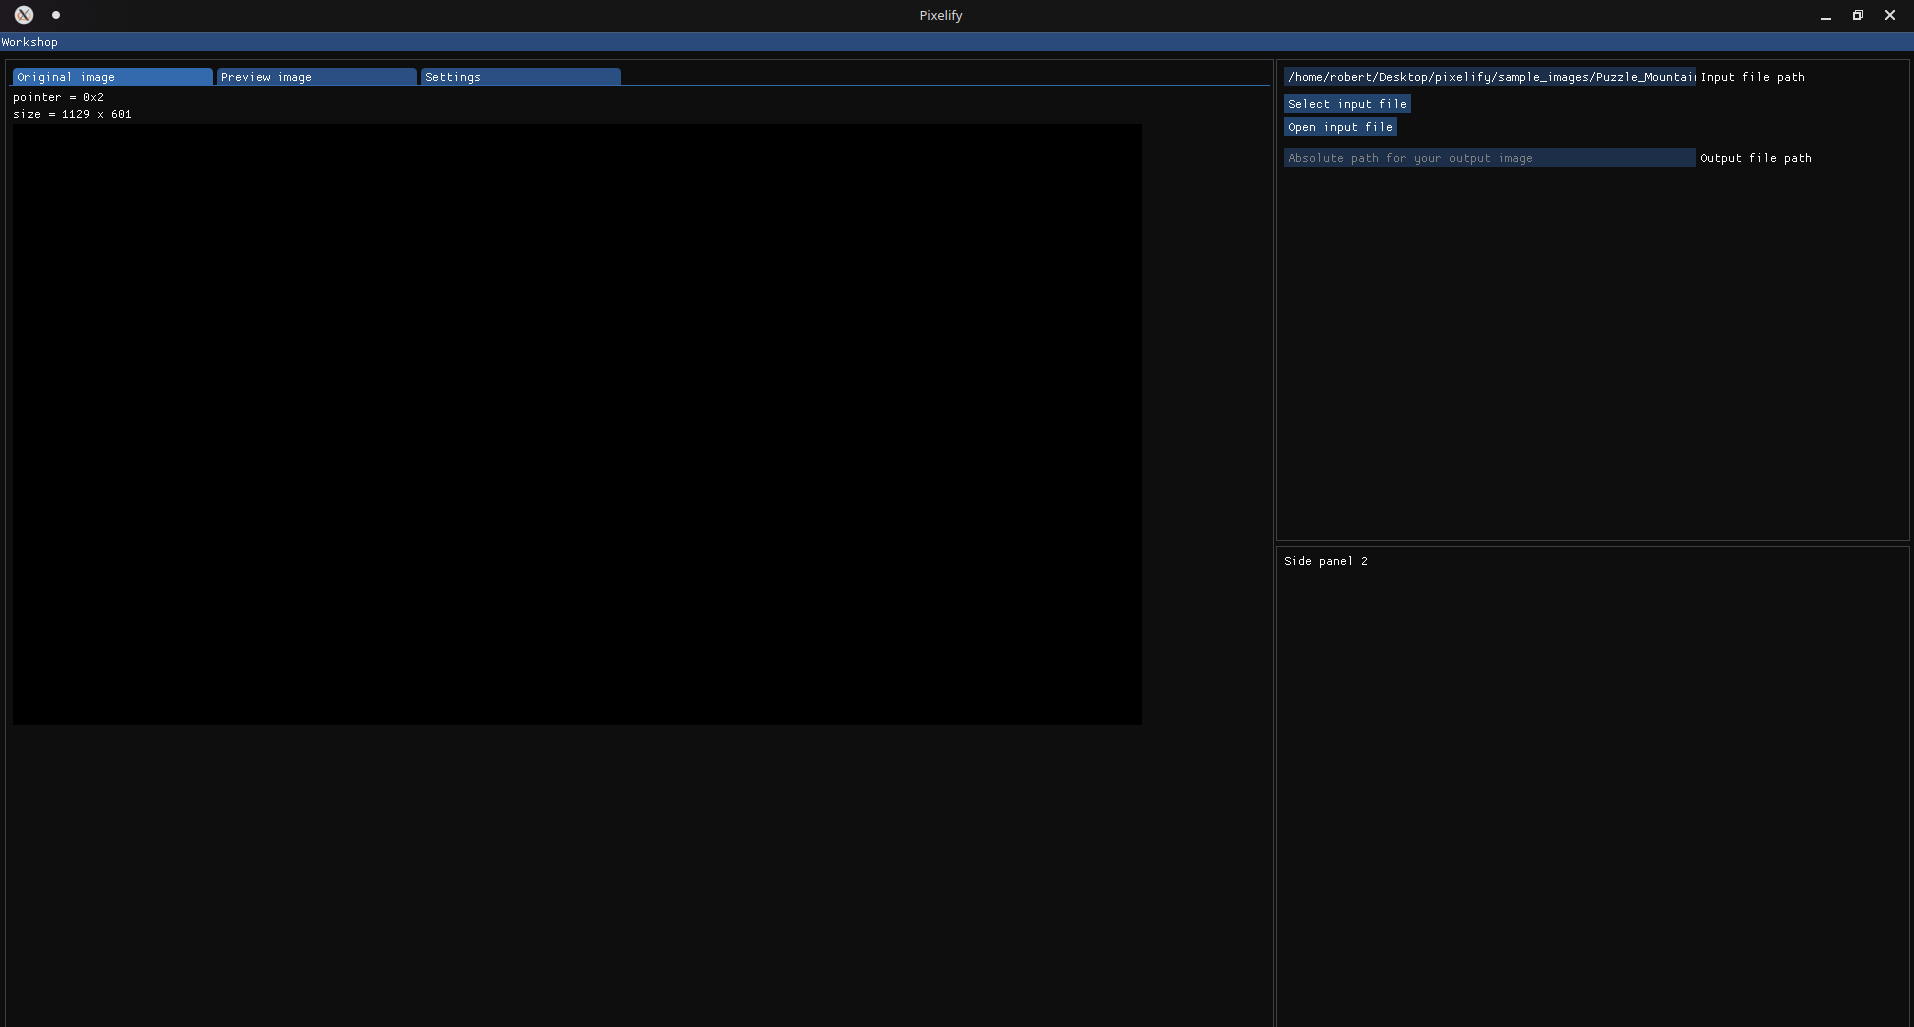 Pixelify
Workshop
Original image
Preview image
Settings
pointer = 0x2
size = 1129 x 601
/home/robert/Desktop/pixelify/sample_images/Puzzle_Mountai Input file path
Select input file
Open input file
Absolute path for your output image Output file path
Side panel 2